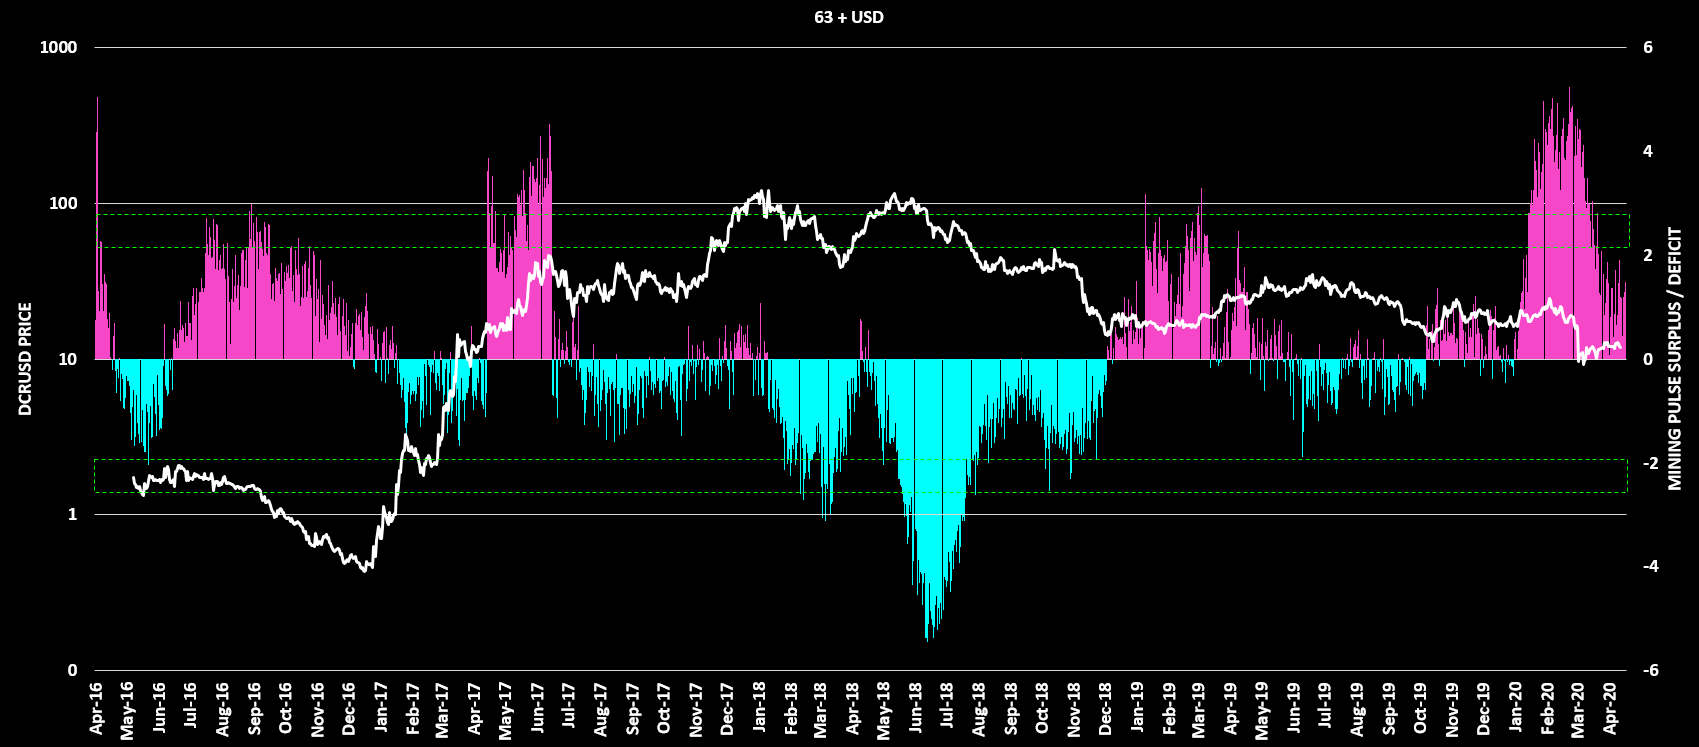 63 + USD
1000
100
10
1
0
DCRUSD PRICE
6
4
2
0
-2
-4
-6
MINING PULSE SURPLUS / DEFICIT
Apr-16
May-16
Jun-16
Jul-16
Aug-16
Sep-16
Oct-16
Nov-16
Dec-16
Jan-17
Feb-17
Mar-17
Apr-17
May-17
Jun-17
Jul-17
Aug-17
Sep-17
Oct-17
Nov-17
Dec-17
Jan-18
Feb-18
Mar-18
Apr-18
May-18
Jun-18
Jul-18
Aug-18
Sep-18
Oct-18
Nov-18
Dec-18
Jan-19
Feb-19
Mar-19
Apr-19
May-19
Jun-19
Jul-19
Aug-19
Sep-19
Oct-19
Nov-19
Dec-19
Jan-20
Feb-20
Mar-20
Apr-20